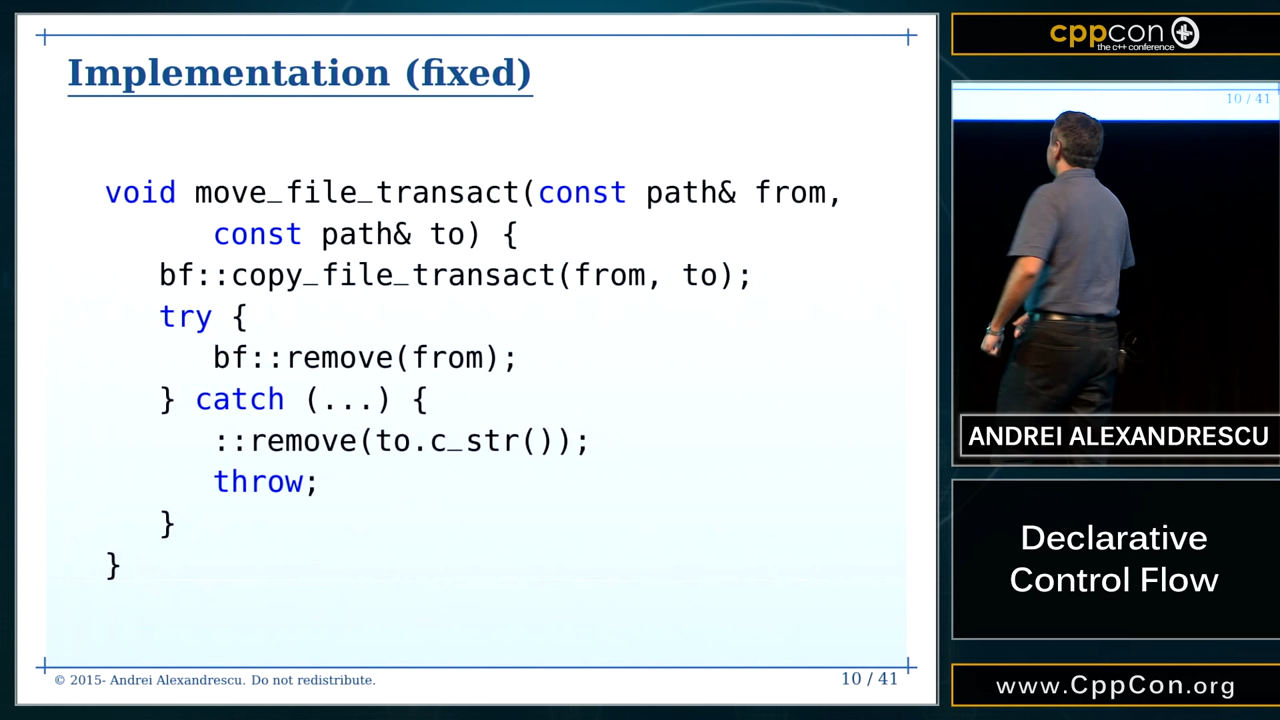 Implementation (fixed)
void move_file_transact(const path& from,
const path& to) {
bf::copy_file_transact(from, to);
try {
bf::remove(from);
} catch (...) {
::remove(to.c_str());
throw;
}
}
© 2015- Andrei Alexandrescu. Do not redistribute.
10 / 41
cppcon
the c++ conference
10 / 41
ANDREI ALEXANDRESCU
Declarative
Control Flow
www.CppCon.org